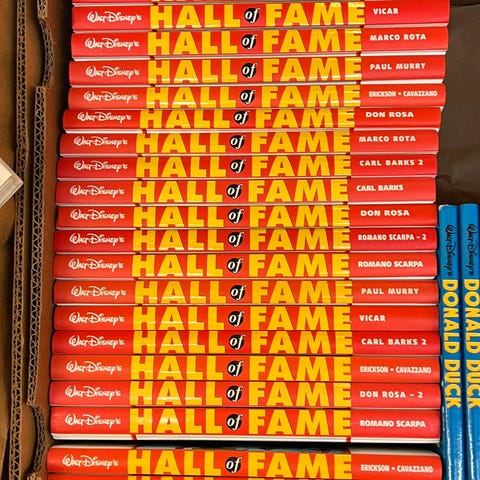 Walt Disney's HALL of FAME VICAR
Walt Disney's HALL of FAME MARCO ROTA
Walt Disney's HALL of FAME PAUL MURRY
Walt Disney's HALL of FAME ERICKSON • CAVAZZANO
Walt Disney's HALL of FAME DON ROSA
Walt Disney's HALL of FAME MARCO ROTA
Walt Disney's HALL of FAME CARL BARKS 2
Walt Disney's HALL of FAME CARL BARKS
Walt Disney's HALL of FAME DON ROSA
Walt Disney's HALL of FAME ROMANO SCARPA - 2
Walt Disney's HALL of FAME ROMANO SCARPA
Walt Disney's HALL of FAME PAUL MURRY
Walt Disney's HALL of FAME VICAR
Walt Disney's HALL of FAME CARL BARKS 2
Walt Disney's HALL of FAME ERICKSON • CAVAZZANO
Walt Disney's HALL of FAME DON ROSA - 2
Walt Disney's HALL of FAME ROMANO SCARPA
Walt Disney's HALL of FAME ERICKSON • CAVAZZANO
Walt Disney's DONALD DUCK
Walt Disney's DONALD DUCK